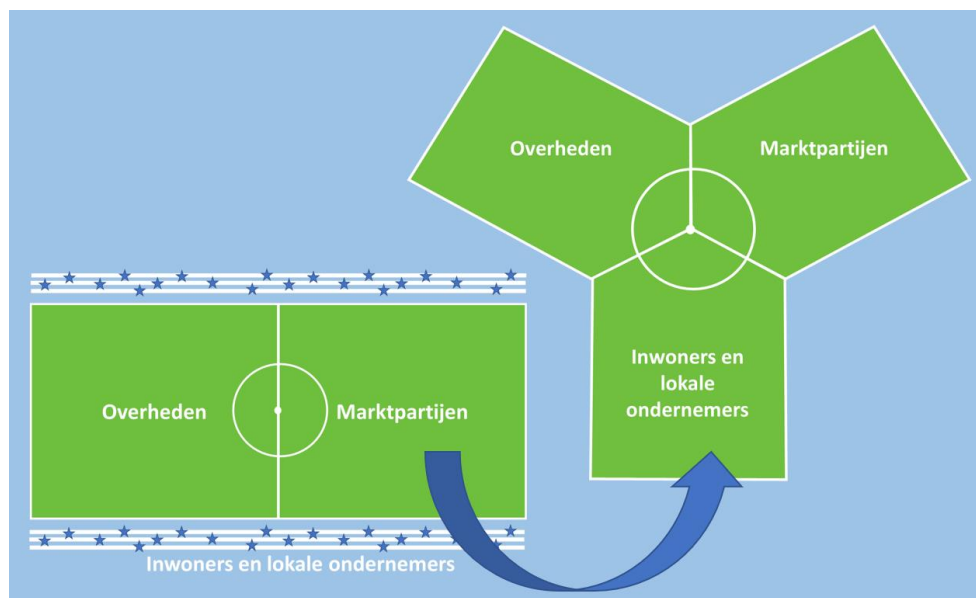 Overheden
Marktpartijen
Inwoners en
lokale
ondernemers
Overheden
Marktpartijen
Inwoners en lokale ondernemers